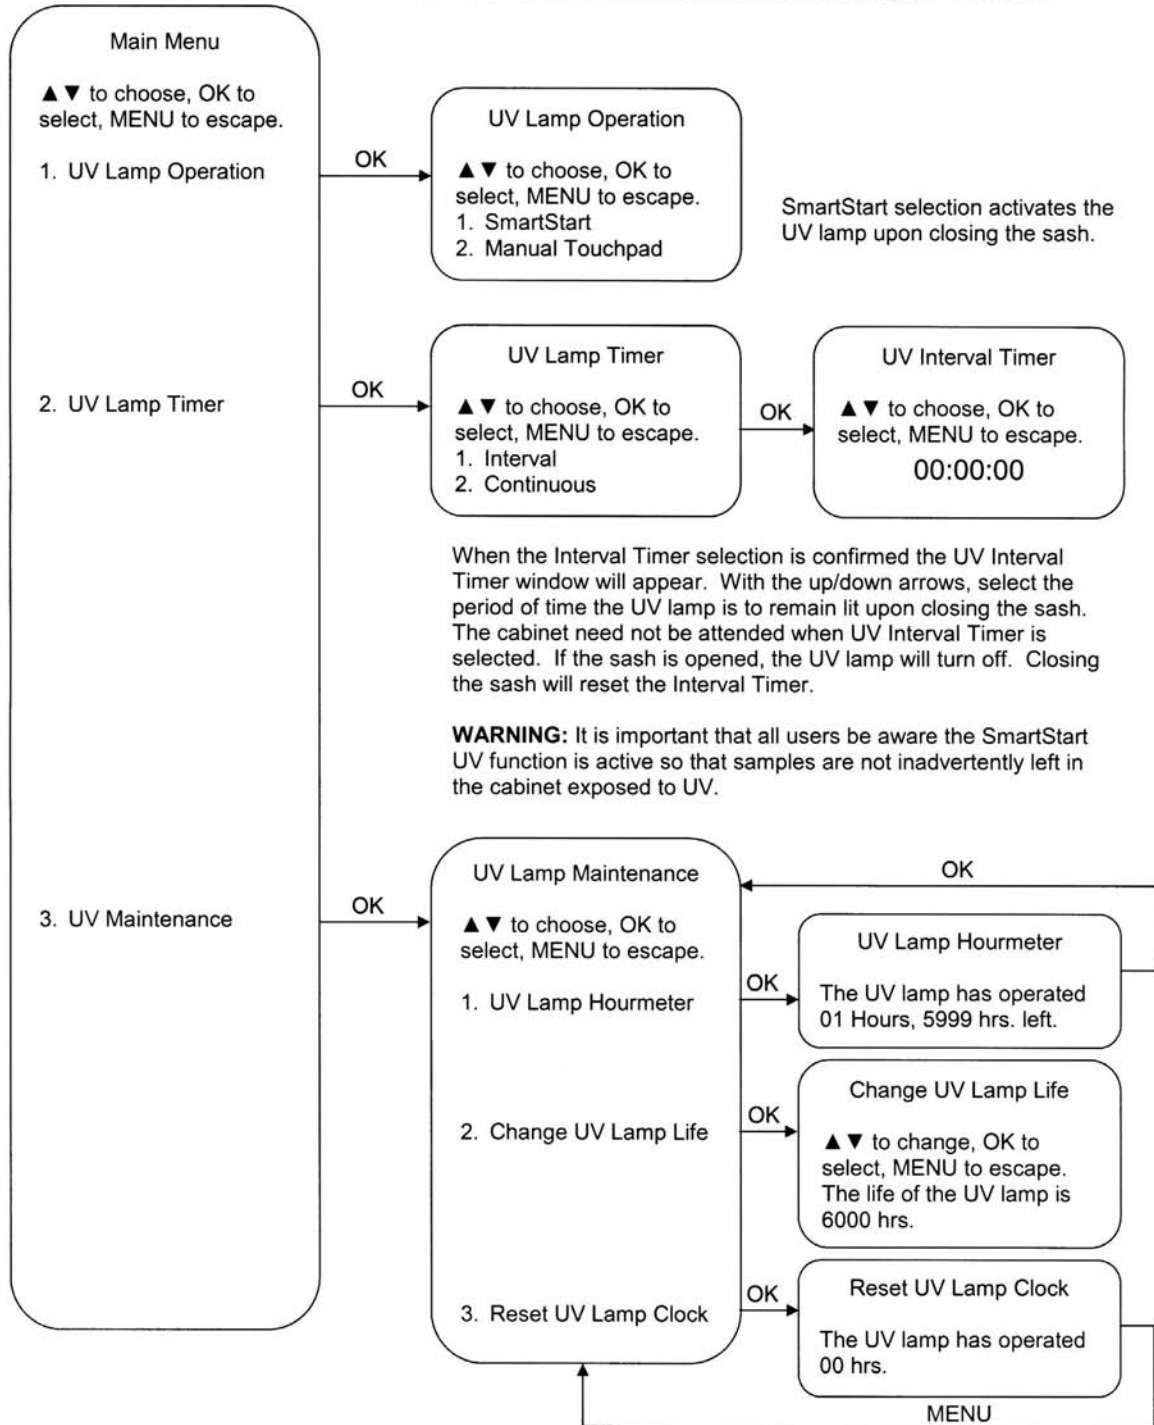 Main Menu
▲▼ to choose, OK to
select, MENU to escape.
1. UV Lamp Operation
OK
UV Lamp Operation
▲▼ to choose, OK to
select, MENU to escape.
1. SmartStart
2. Manual Touchpad
SmartStart selection activates the
UV lamp upon closing the sash.
2. UV Lamp Timer
OK
UV Lamp Timer
▲▼ to choose, OK to
select, MENU to escape.
1. Interval
2. Continuous
OK
UV Interval Timer
▲▼ to choose, OK to
select, MENU to escape.
00:00:00
When the Interval Timer selection is confirmed the UV Interval
Timer window will appear. With the up/down arrows, select the
period of time the UV lamp is to remain lit upon closing the sash.
The cabinet need not be attended when UV Interval Timer is
selected. If the sash is opened, the UV lamp will turn off. Closing
the sash will reset the Interval Timer.
WARNING: It is important that all users be aware the SmartStart
UV function is active so that samples are not inadvertently left in
the cabinet exposed to UV.
3. UV Maintenance
OK
UV Lamp Maintenance
▲▼ to choose, OK to
select, MENU to escape.
OK
1. UV Lamp Hourmeter
OK
UV Lamp Hourmeter
The UV lamp has operated
01 Hours, 5999 hrs. left.
2. Change UV Lamp Life
OK
Change UV Lamp Life
▲▼ to change, OK to
select, MENU to escape.
The life of the UV lamp is
6000 hrs.
3. Reset UV Lamp Clock
OK
Reset UV Lamp Clock
The UV lamp has operated
00 hrs.
MENU